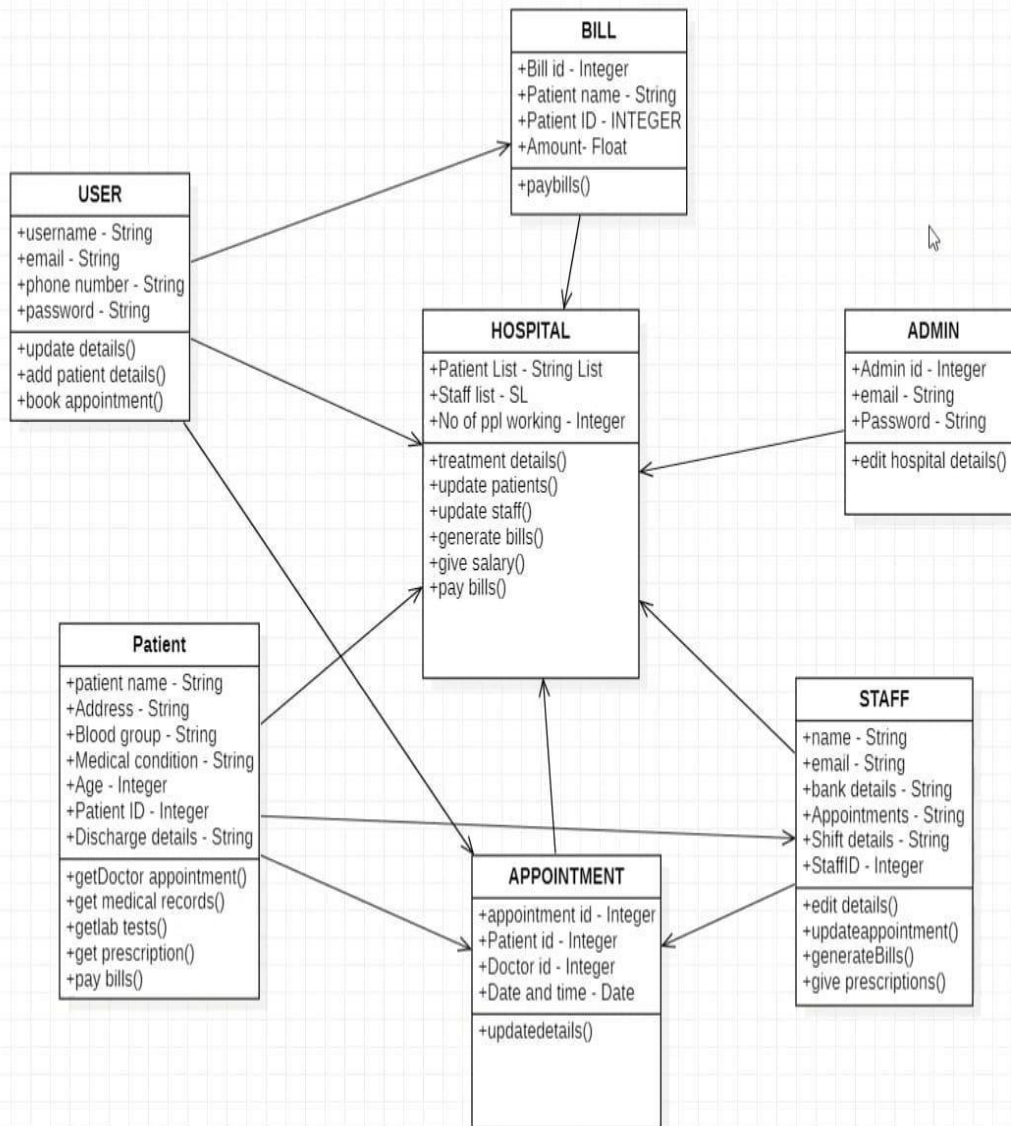 BILL
+Bill id - Integer
+Patient name - String
+Patient ID - INTEGER
+Amount- Float
+paybills()
USER
+username - String
+email - String
+phone number - String
+password - String
+update details()
+add patient details()
+book appointment()
HOSPITAL
+Patient List - String List
+Staff list - SL
+No of ppl working - Integer
+treatment details()
+update patients()
+update staff()
+generate bills()
+give salary()
+pay bills()
ADMIN
+Admin id - Integer
+email - String
+Password - String
+edit hospital details()
Patient
+patient name - String
+Address - String
+Blood group - String
+Medical condition - String
+Age - Integer
+Patient ID - Integer
+Discharge details - String
+getDoctor appointment()
+get medical records()
+getlab tests()
+get prescription()
+pay bills()
APPOINTMENT
+appointment id - Integer
+Patient id - Integer
+Doctor id - Integer
+Date and time - Date
+updatedetails()
STAFF
+name - String
+email - String
+bank details - String
+Appointments - String
+Shift details - String
+StaffID - Integer
+edit details()
+updateappointment()
+generateBills()
+give prescriptions()